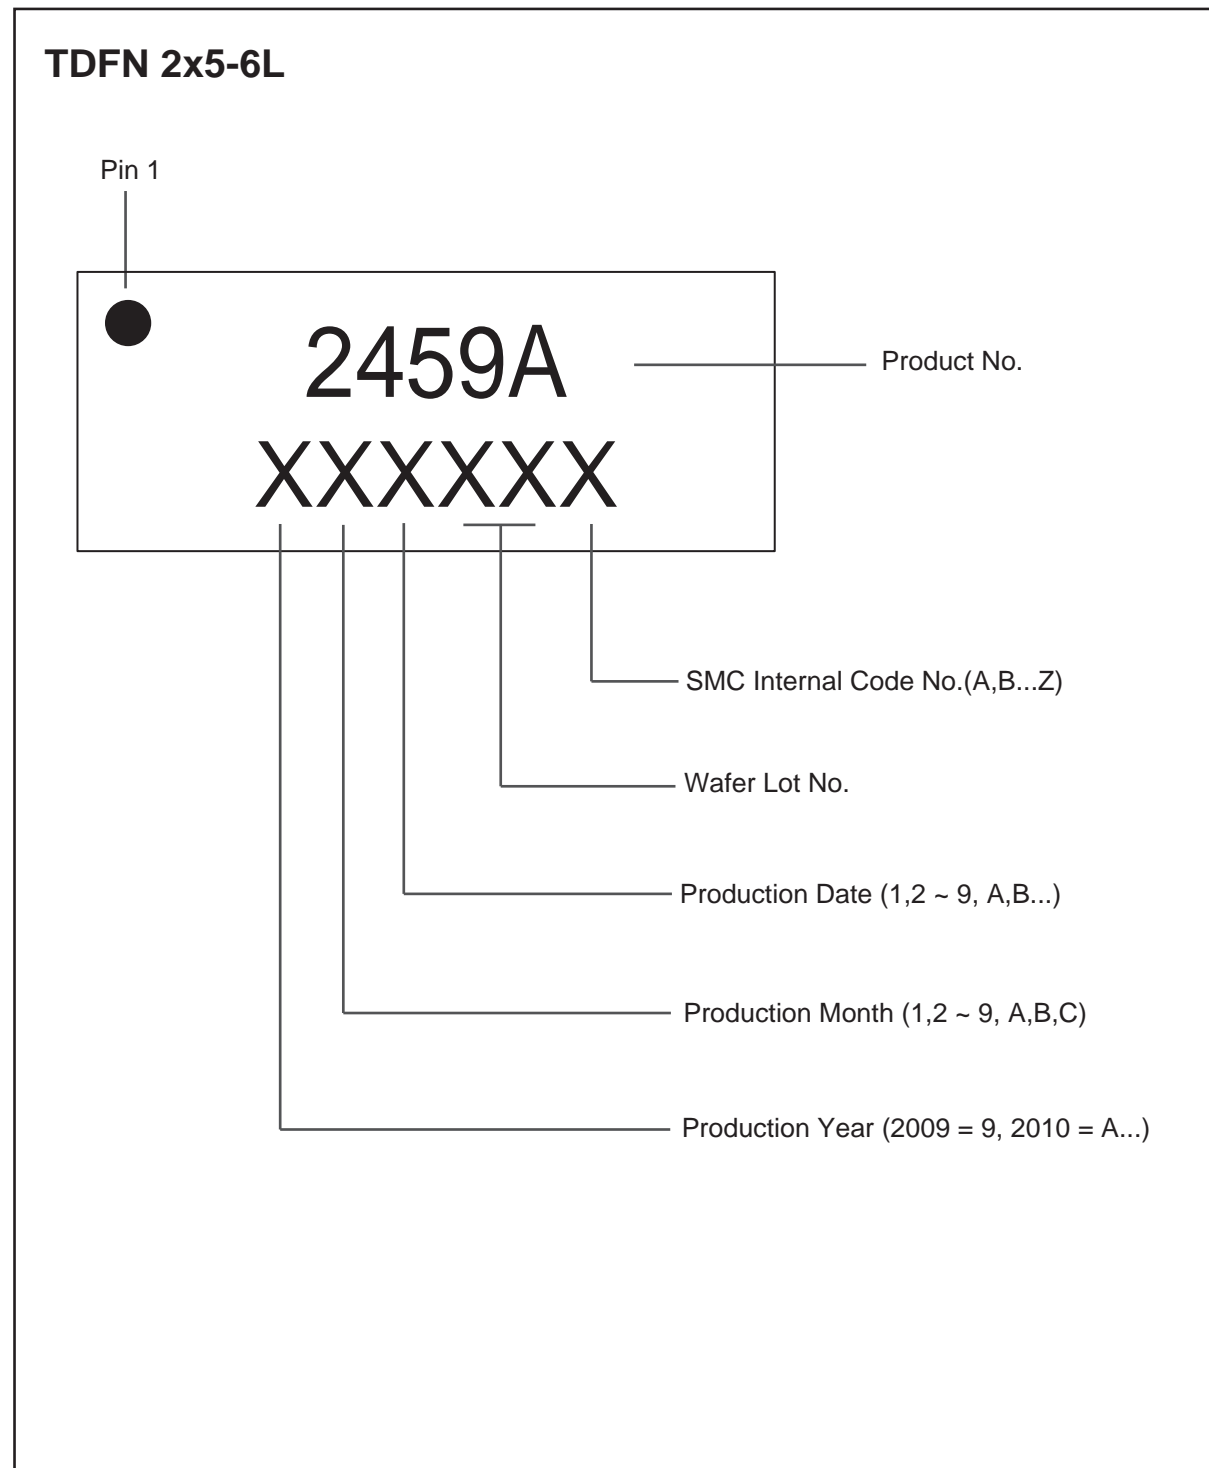 TDFN 2x5-6L
Pin 1
2459A
Product No.
XXXXXX
SMC Internal Code No.(A,B...Z)
Wafer Lot No.
Production Date (1,2 ~ 9, A,B...)
Production Month (1,2 ~ 9, A,B,C)
Production Year (2009 = 9, 2010 = A...)